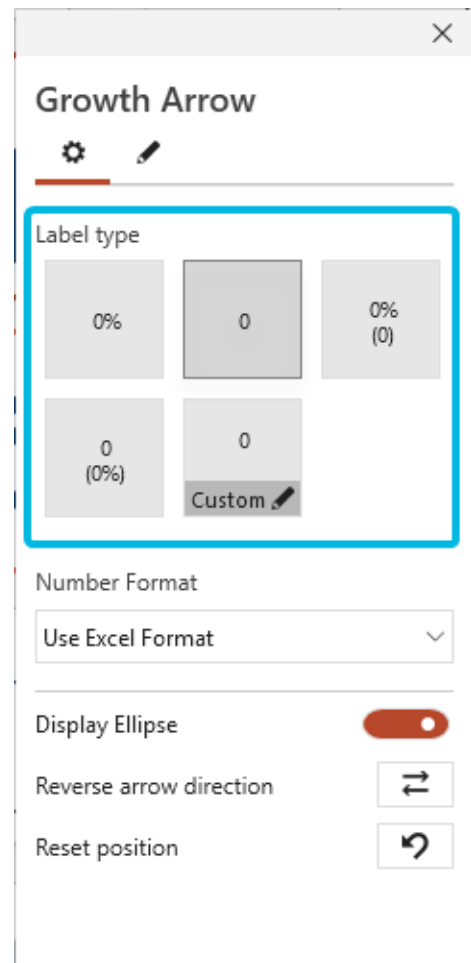 Growth Arrow
Label type
0%
0
0%
(0)
0
(0%)
0
Custom
Number Format
Use Excel Format
Display Ellipse
Reverse arrow direction
Reset position